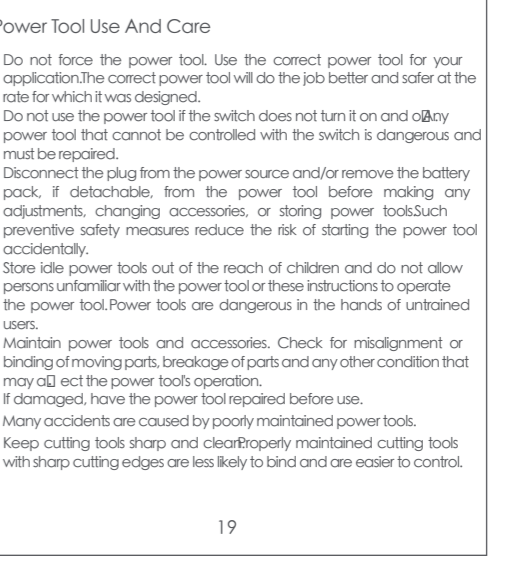 Power Tool Use And Care
Do not force the power tool. Use the correct power tool for your
application.The correct power tool will do the job better and safer at the
rate for which it was designed.
Do not use the power tool if the switch does not turn it on and o▯.Any
power tool that cannot be controlled with the switch is dangerous and
must be repaired.
Disconnect the plug from the power source and/or remove the battery
pack, if detachable, from the power tool before making any
adjustments, changing accessories, or storing power tools.Such
preventive safety measures reduce the risk of starting the power tool
accidentally.
Store idle power tools out of the reach of children and do not allow
persons unfamiliar with the power tool or these instructions to operate
the power tool.Power tools are dangerous in the hands of untrained
users.
Maintain power tools and accessories. Check for misalignment or
binding of moving parts, breakage of parts and any other condition that
may a▯ect the power tool's operation.
If damaged, have the power tool repaired before use.
Many accidents are caused by poorly maintained power tools.
Keep cutting tools sharp and clean.Properly maintained cutting tools
with sharp cutting edges are less likely to bind and are easier to control.
19